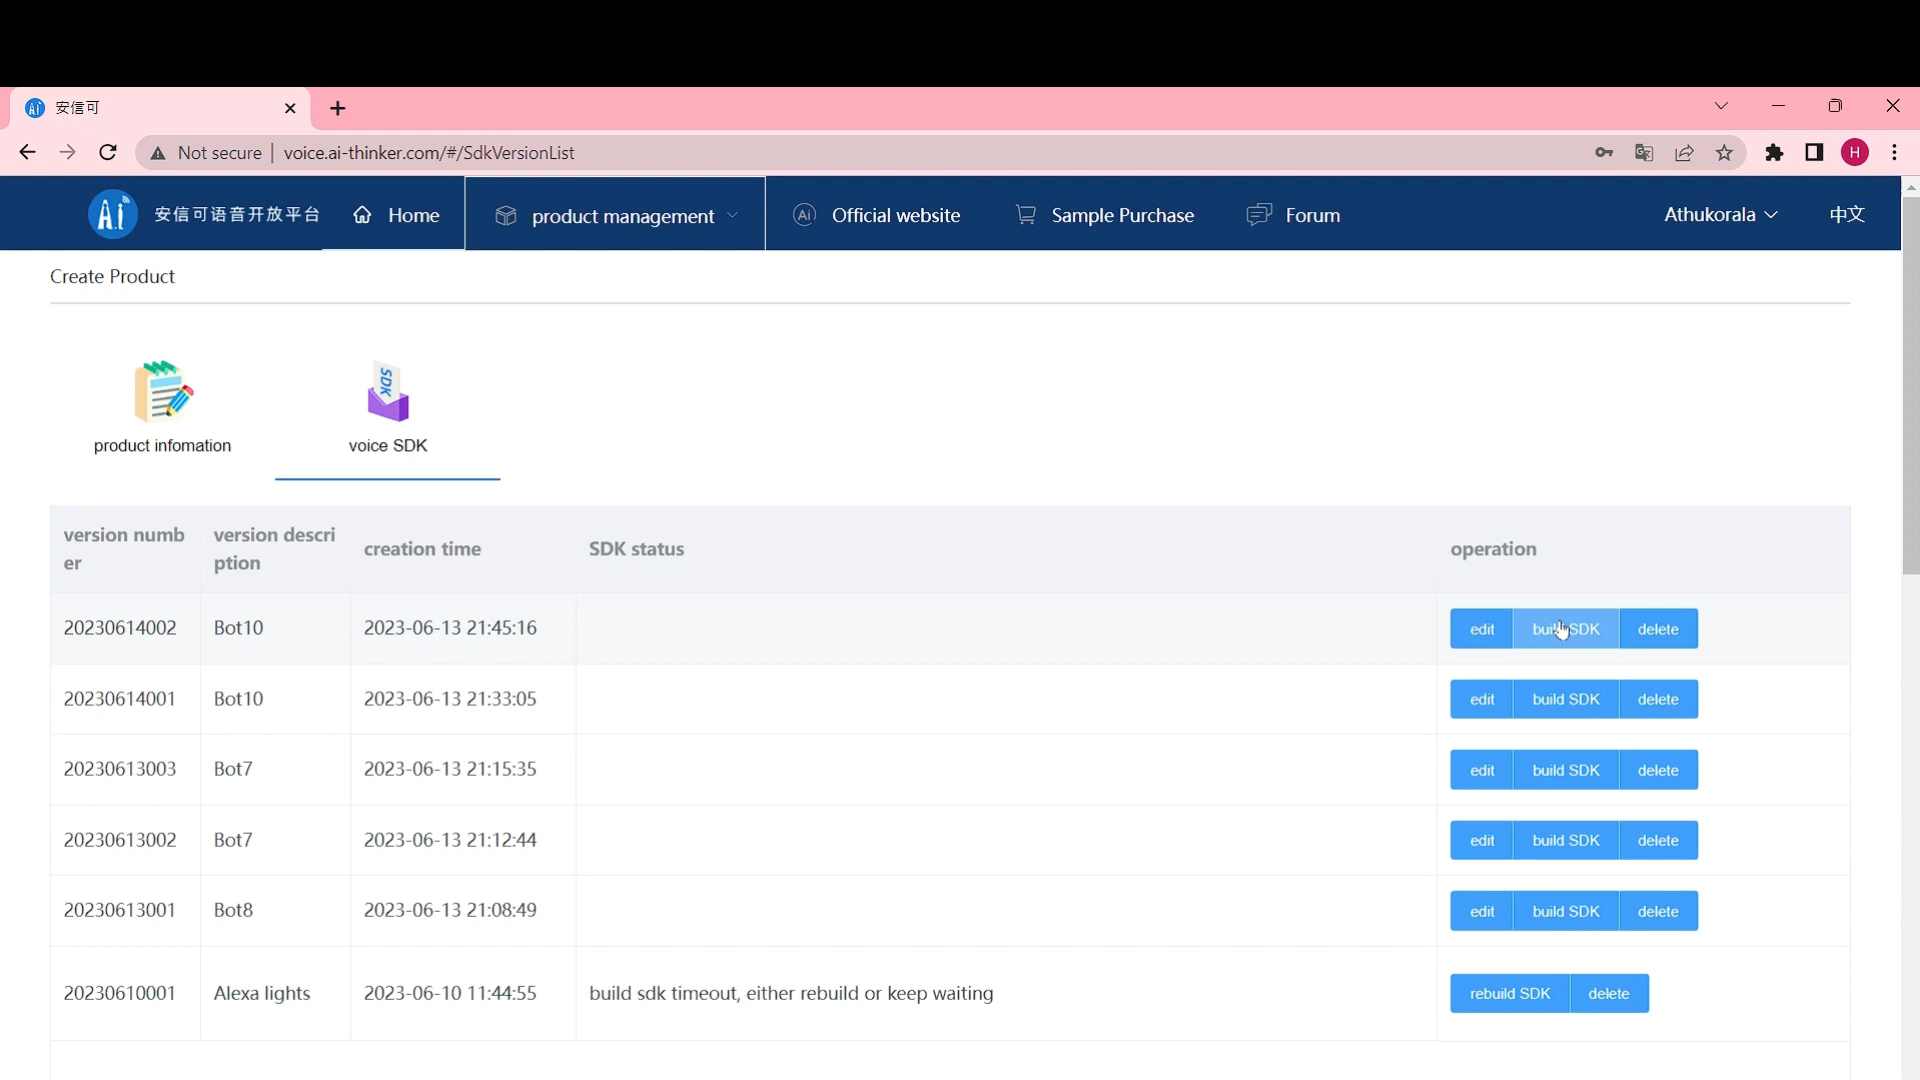 安信可
Not secure voice.ai-thinker.com/#/SdkVersionList H
Ai 安信可语音开放平台 Home product management Official website Sample Purchase Forum Athukorala 中文
Create Product
SDK
product infomation voice SDK
version numb
er
version descri
ption
creation time SDK status operation
20230614002 Bot10 2023-06-13 21:45:16 edit build SDK delete
20230614001 Bot10 2023-06-13 21:33:05 edit build SDK delete
20230613003 Bot7 2023-06-13 21:15:35 edit build SDK delete
20230613002 Bot7 2023-06-13 21:12:44 edit build SDK delete
20230613001 Bot8 2023-06-13 21:08:49 edit build SDK delete
20230610001 Alexa lights 2023-06-10 11:44:55 build sdk timeout, either rebuild or keep waiting rebuild SDK delete